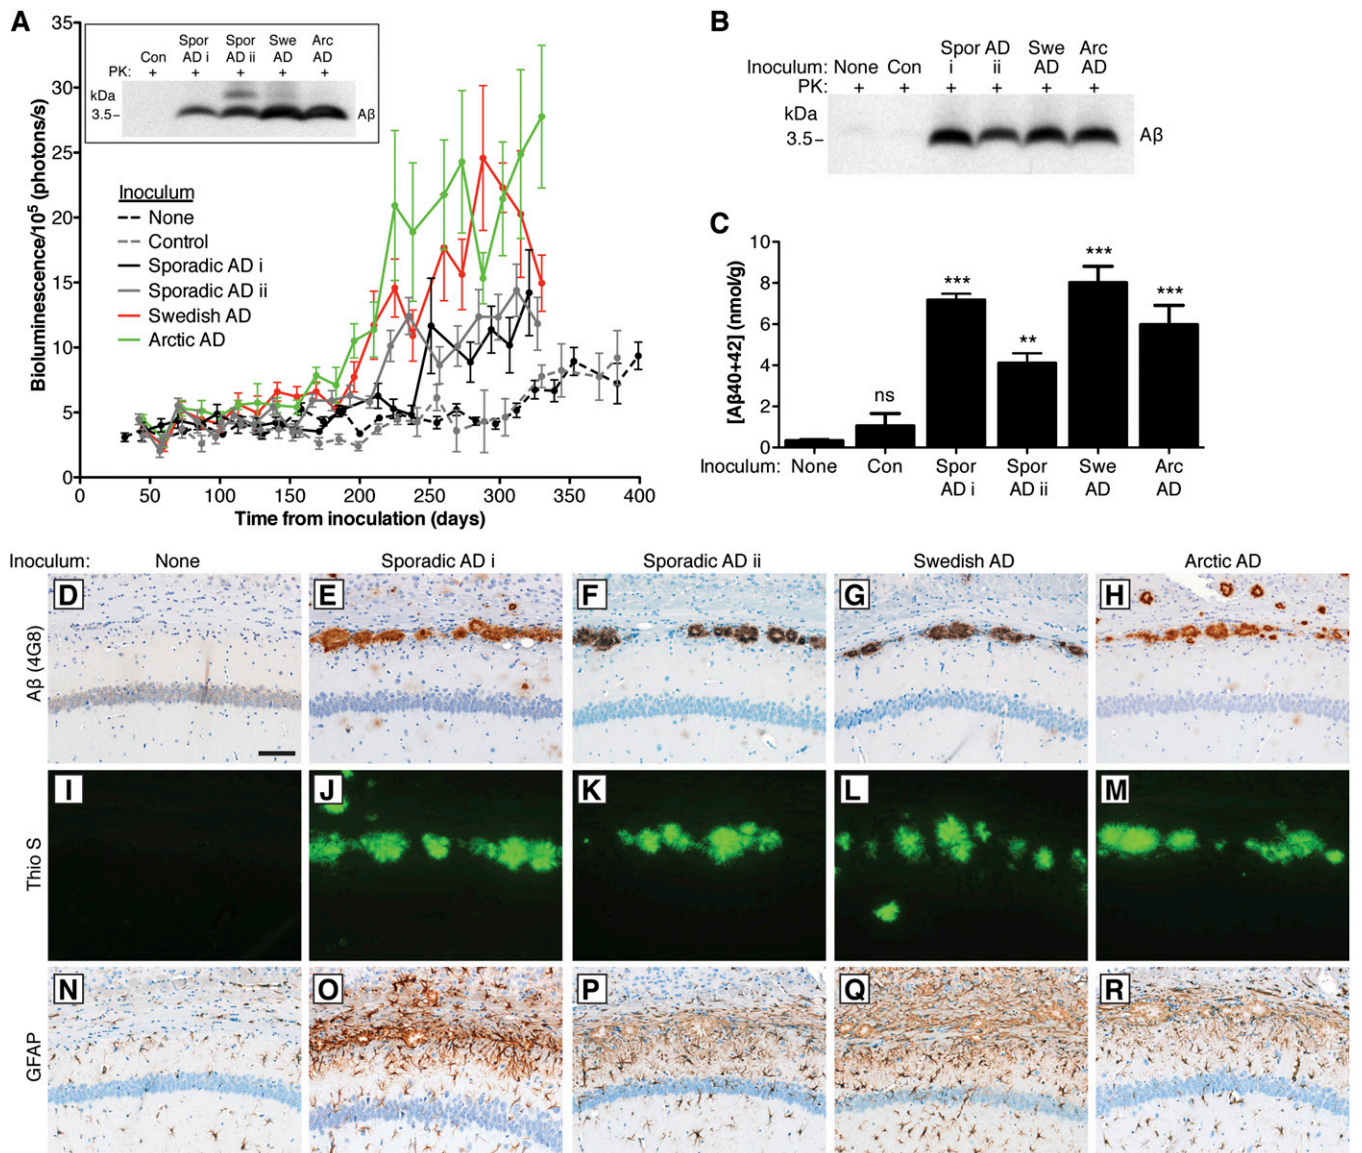 A
35
30
25
20
15
10
5
0
Bioluminescence/10⁵ (photons/s)
Spor Spor Swe Arc
Con AD i AD ii AD AD
PK: + + + + +
kDa
3.5 – Aβ
Inoculum
None
Control
Sporadic AD i
Sporadic AD ii
Swedish AD
Arctic AD
0 50 100 150 200 250 300 350 400
Time from inoculation (days)
B
Spor AD Swe Arc
Inoculum: None Con i ii AD AD
PK: + + + + + +
kDa
3.5 – Aβ
C
10
8
6
4
2
0
[Aβ40+42] (nmol/g)
ns
***
**
***
***
Inoculum: None Con Spor Spor Swe Arc
AD i AD ii AD AD
Inoculum: None Sporadic AD i Sporadic AD ii Swedish AD Arctic AD
Aβ (4G8)
D E F G H
Thio S
I J K L M
GFAP
N O P Q R